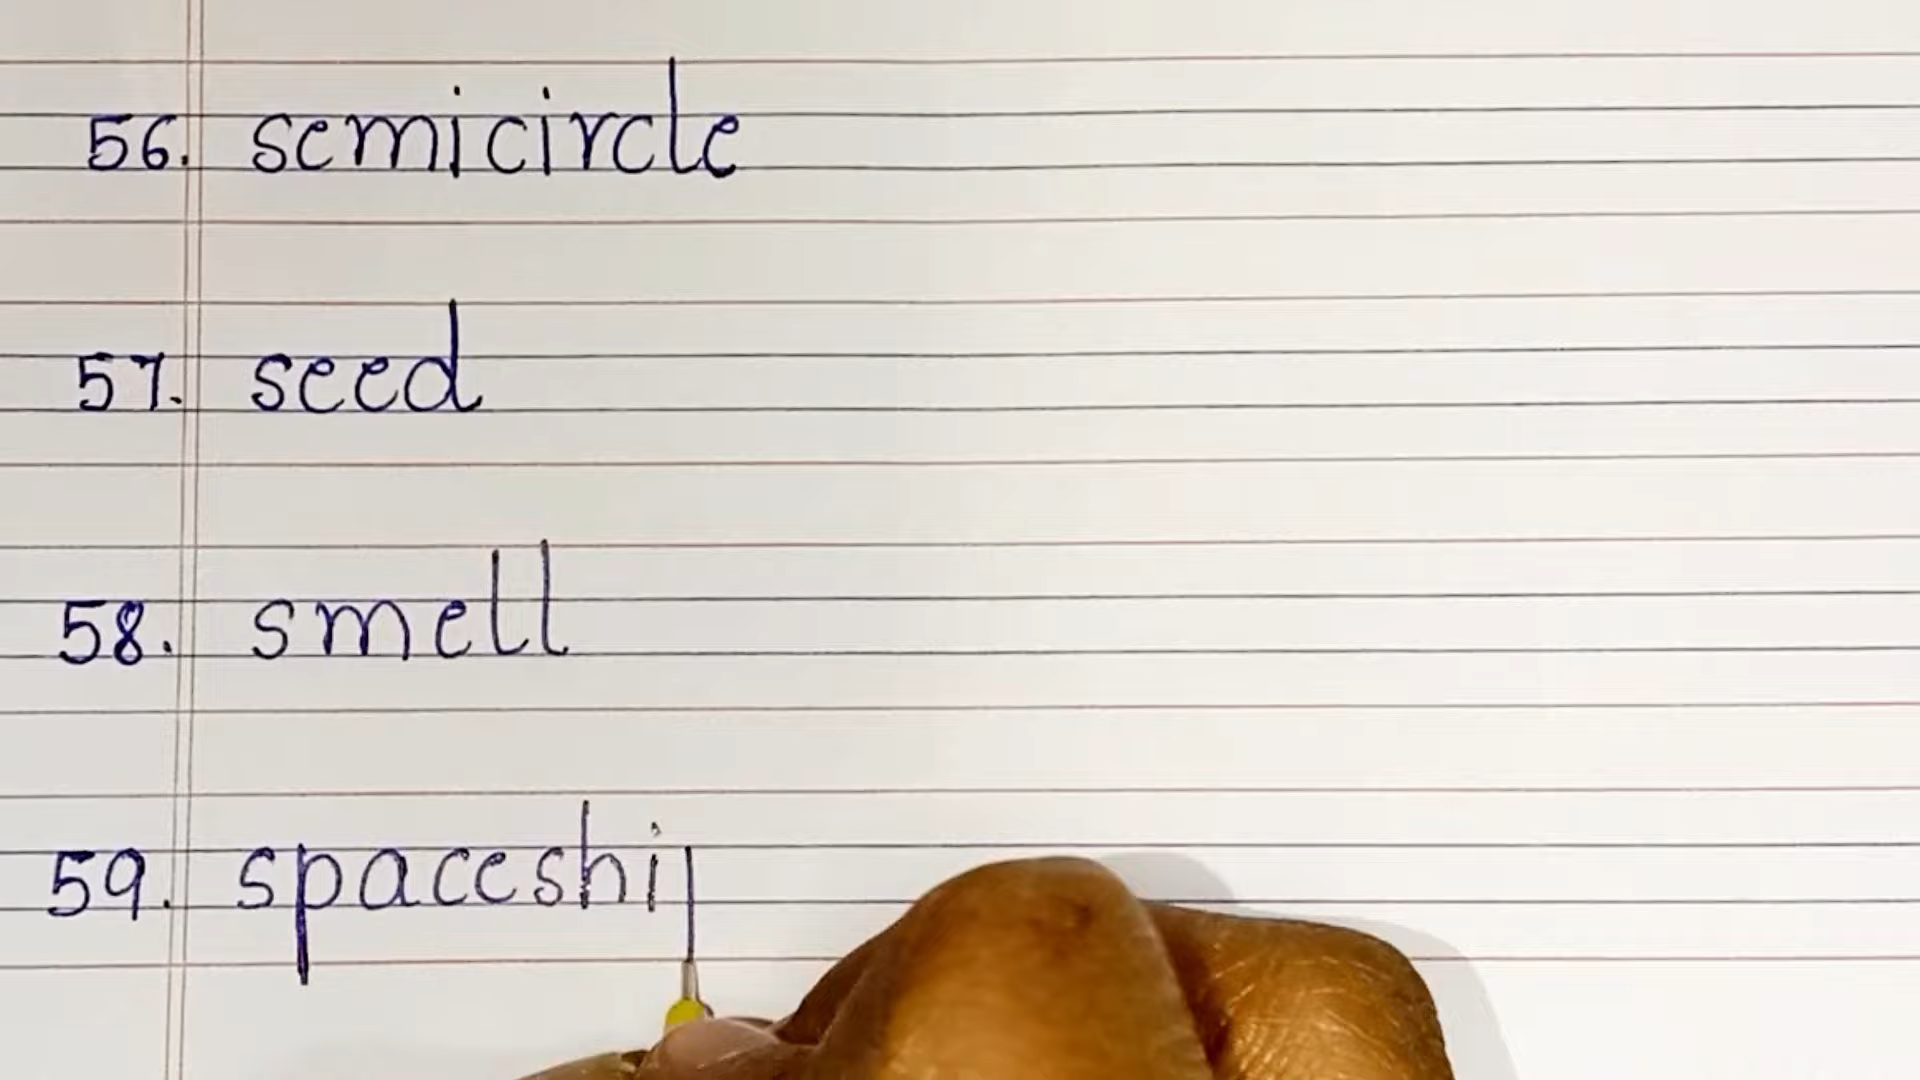 56. semicircle
57. seed
58. smell
59. spaceshi